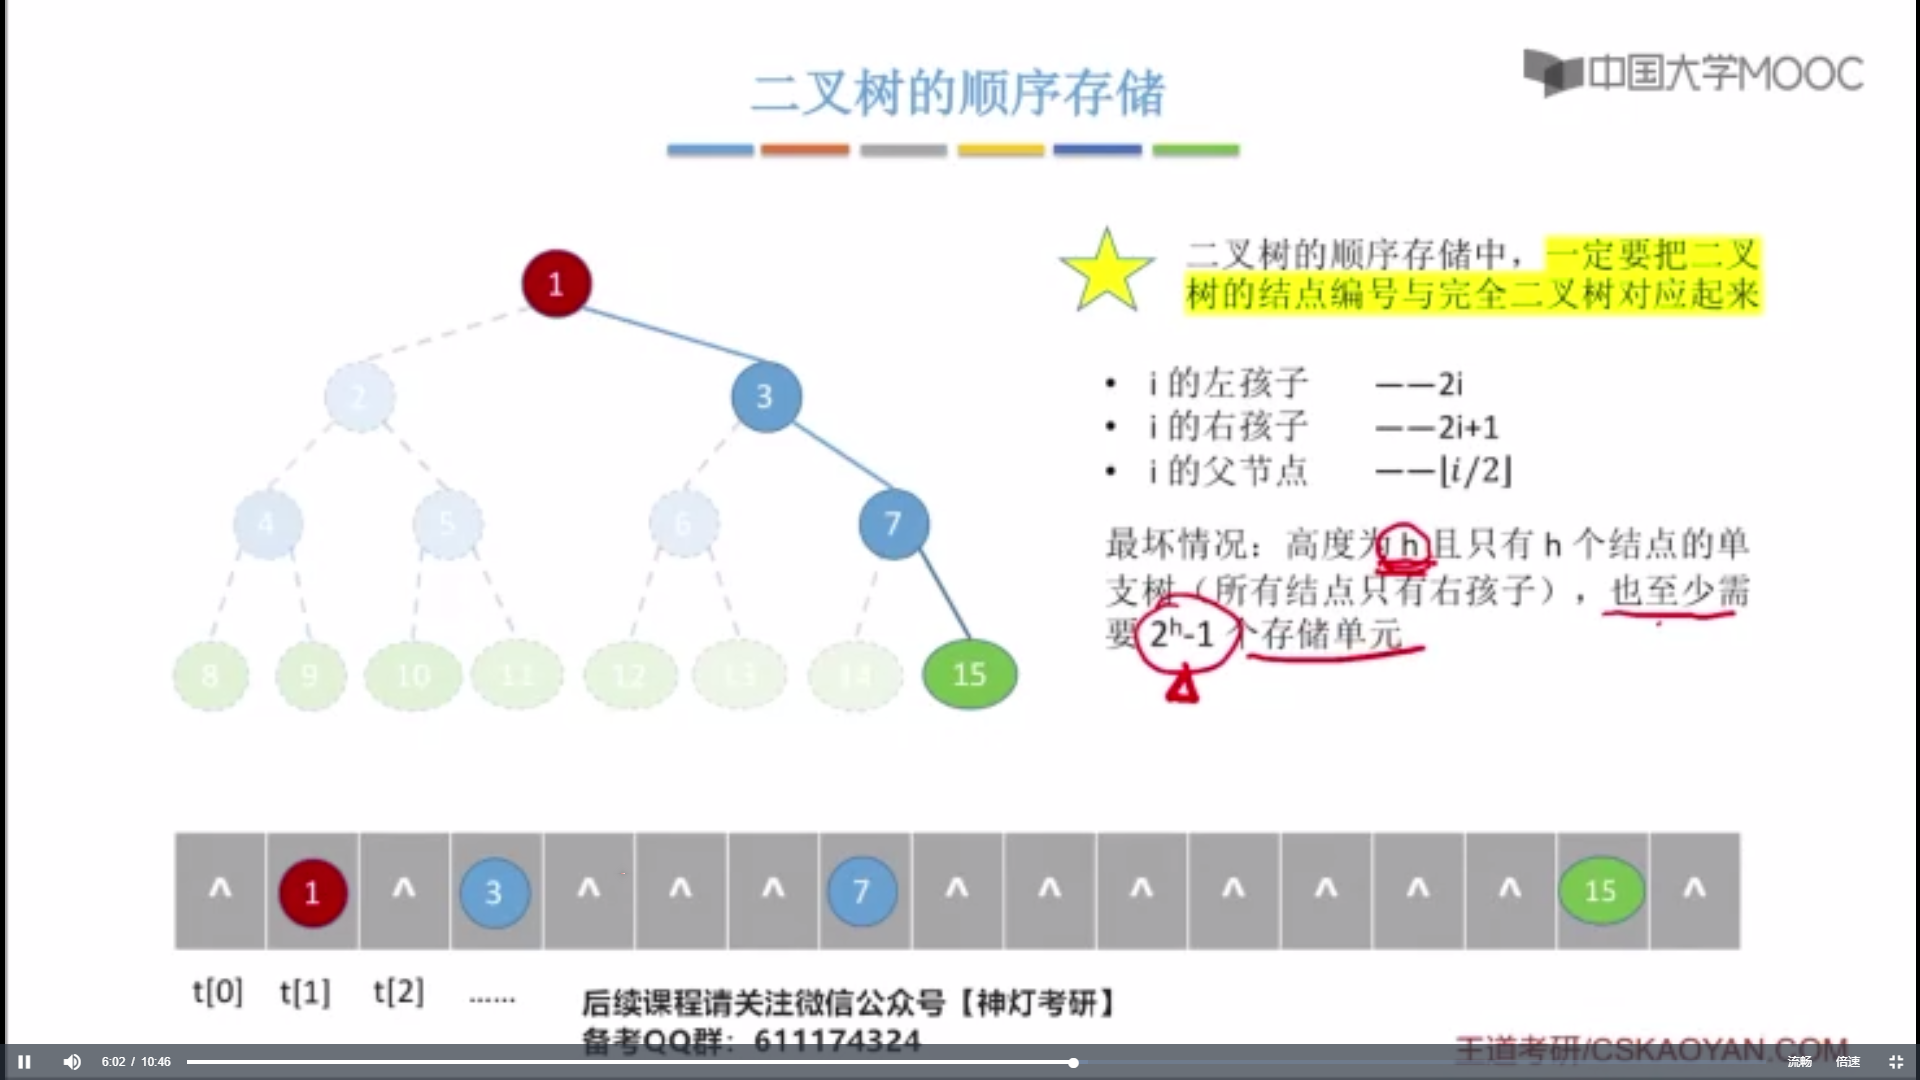 中国大学MOOC
二叉树的顺序存储
二叉树的顺序存储中，一定要把二叉
树的结点编号与完全二叉树对应起来
• i 的左孩子 ——2i
• i 的右孩子 ——2i+1
• i 的父节点 ——⌊i/2⌋
最坏情况：高度为 h 且只有 h 个结点的单
支树（所有结点只有右孩子），也至少需
要 2ʰ-1 个存储单元
1
2 3
4 5 6 7
8 9 10 11 12 13 14 15
^ 1 ^ 3 ^ ^ ^ 7 ^ ^ ^ ^ ^ ^ ^ 15 ^
t[0] t[1] t[2] ......
后续课程请关注微信公众号【神灯考研】
备考QQ群：611174324
王道考研/CSKAOYAN.COM
6:02 / 10:46 流畅 倍速